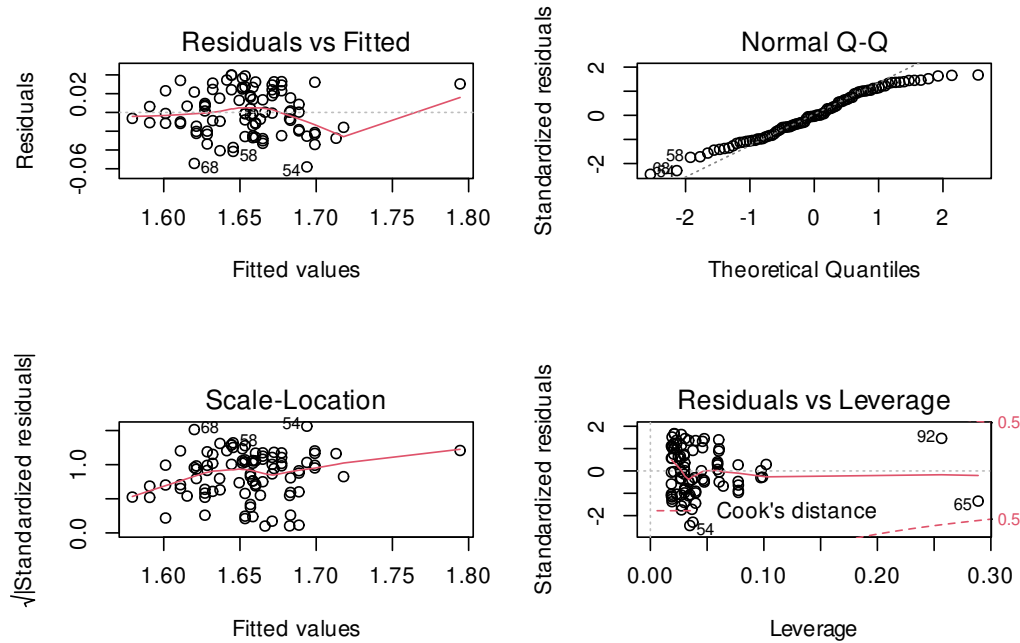 Residuals vs Fitted
Residuals
0.02
-0.06
68
58
54
1.60 1.65 1.70 1.75 1.80
Fitted values
Normal Q-Q
Standardized residuals
2
0
-2
58
68
54
-2 -1 0 1 2
Theoretical Quantiles
Scale-Location
√|Standardized residuals|
1.0
0.0
68
58
54
1.60 1.65 1.70 1.75 1.80
Fitted values
Residuals vs Leverage
Standardized residuals
2
0
-2
92
65
54
Cook's distance
0.5
0.5
0.00 0.10 0.20 0.30
Leverage